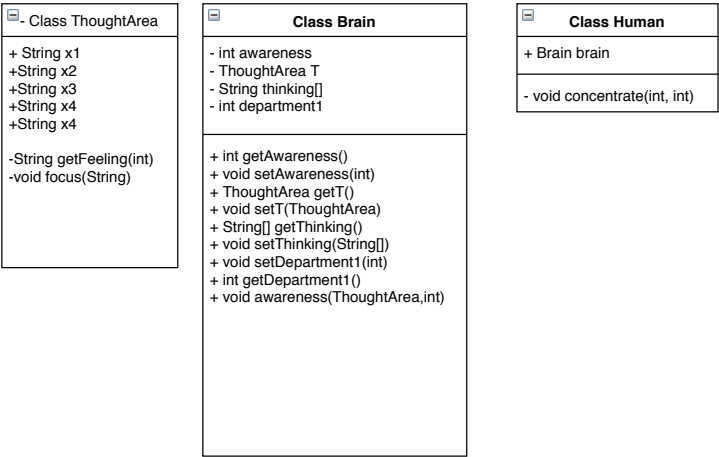 - Class ThoughtArea
+ String x1
+String x2
+String x3
+String x4
+String x4
-String getFeeling(int)
-void focus(String)
Class Brain
- int awareness
- ThoughtArea T
- String thinking[]
- int department1
+ int getAwareness()
+ void setAwareness(int)
+ ThoughtArea getT()
+ void setT(ThoughtArea)
+ String[] getThinking()
+ void setThinking(String[])
+ void setDepartment1(int)
+ int getDepartment1()
+ void awareness(ThoughtArea,int)
Class Human
+ Brain brain
- void concentrate(int, int)